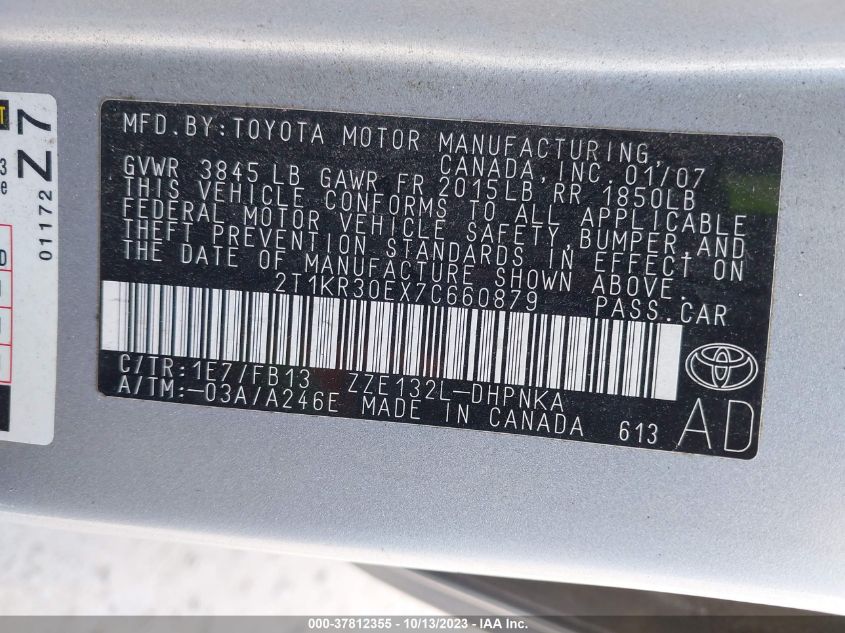 MFD.BY:TOYOTA MOTOR MANUFACTURING,
CANADA,INC. 01/07
GVWR 3845 LB GAWR FR 2015LB RR 1850LB
THIS VEHICLE CONFORMS TO ALL APPLICABLE
FEDERAL MOTOR VEHICLE SAFETY,BUMPER,AND
THEFT PREVENTION STANDARDS IN EFFECT ON
THE DATE OF MANUFACTURE SHOWN ABOVE.
2T1KR30EX7C660879 PASS.CAR
C/TR:1E7/FB13 ZZE132L-DHPNKA
A/TM:-03A/A246E MADE IN CANADA 613
AD
01172
Z7
3
e
D
000-37812355 - 10/13/2023 - IAAI Inc.